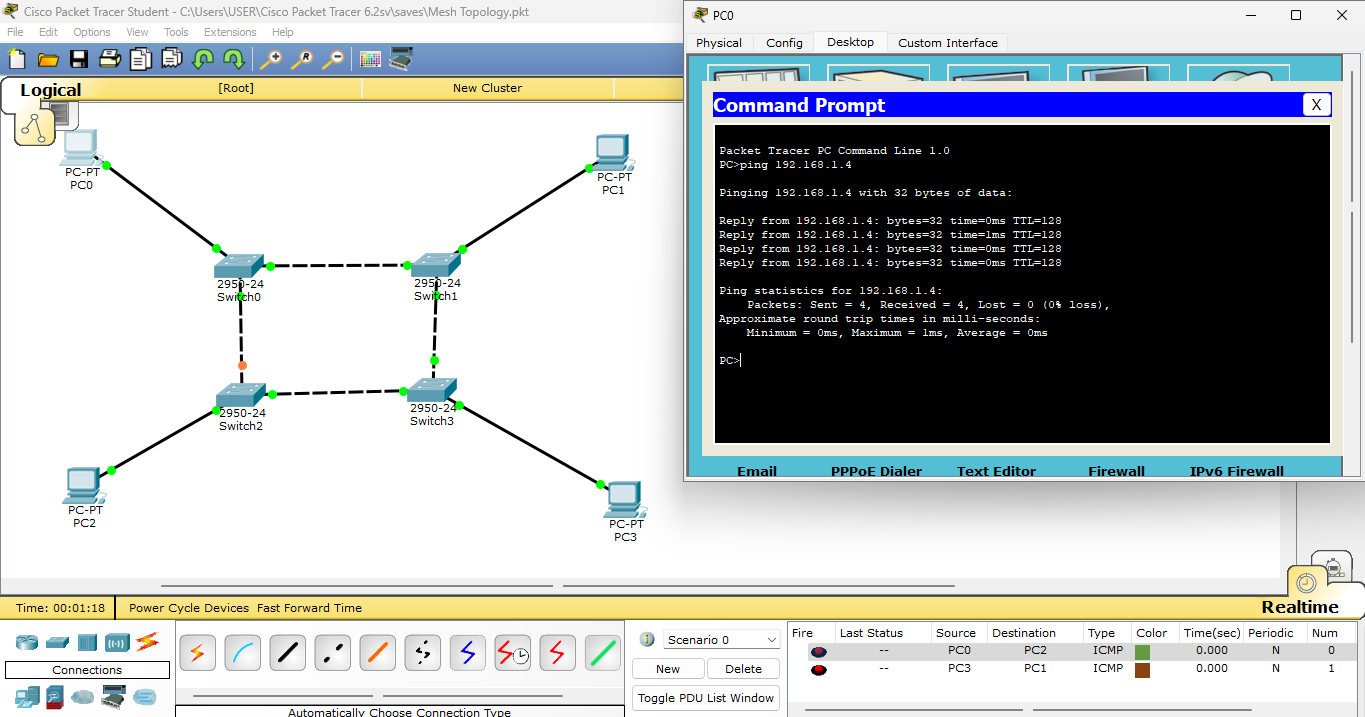 Cisco Packet Tracer Student - C:\Users\USER\Cisco Packet Tracer 6.2sv\saves\Mesh Topology.pkt
File Edit Options View Tools Extensions Help
Logical
[Root]
New Cluster
PC-PT
PC0
PC-PT
PC1
2950-24
Switch0
2950-24
Switch1
2950-24
Switch2
2950-24
Switch3
PC-PT
PC2
PC-PT
PC3
PC0
Physical Config Desktop Custom Interface
Command Prompt
X
Packet Tracer PC Command Line 1.0
PC>ping 192.168.1.4
Pinging 192.168.1.4 with 32 bytes of data:
Reply from 192.168.1.4: bytes=32 time=0ms TTL=128
Reply from 192.168.1.4: bytes=32 time=1ms TTL=128
Reply from 192.168.1.4: bytes=32 time=0ms TTL=128
Reply from 192.168.1.4: bytes=32 time=0ms TTL=128
Ping statistics for 192.168.1.4:
Packets: Sent = 4, Received = 4, Lost = 0 (0% loss),
Approximate round trip times in milli-seconds:
Minimum = 0ms, Maximum = 1ms, Average = 0ms
PC>
Email PPPoE Dialer Text Editor Firewall IPv6 Firewall
Time: 00:01:18 Power Cycle Devices Fast Forward Time
Realtime
Connections
Automatically Choose Connection Type
Scenario 0
New Delete
Toggle PDU List Window
Fire Last Status Source Destination Type Color Time(sec) Periodic Num
-- PC0 PC2 ICMP 0.000 N 0
-- PC3 PC1 ICMP 0.000 N 1